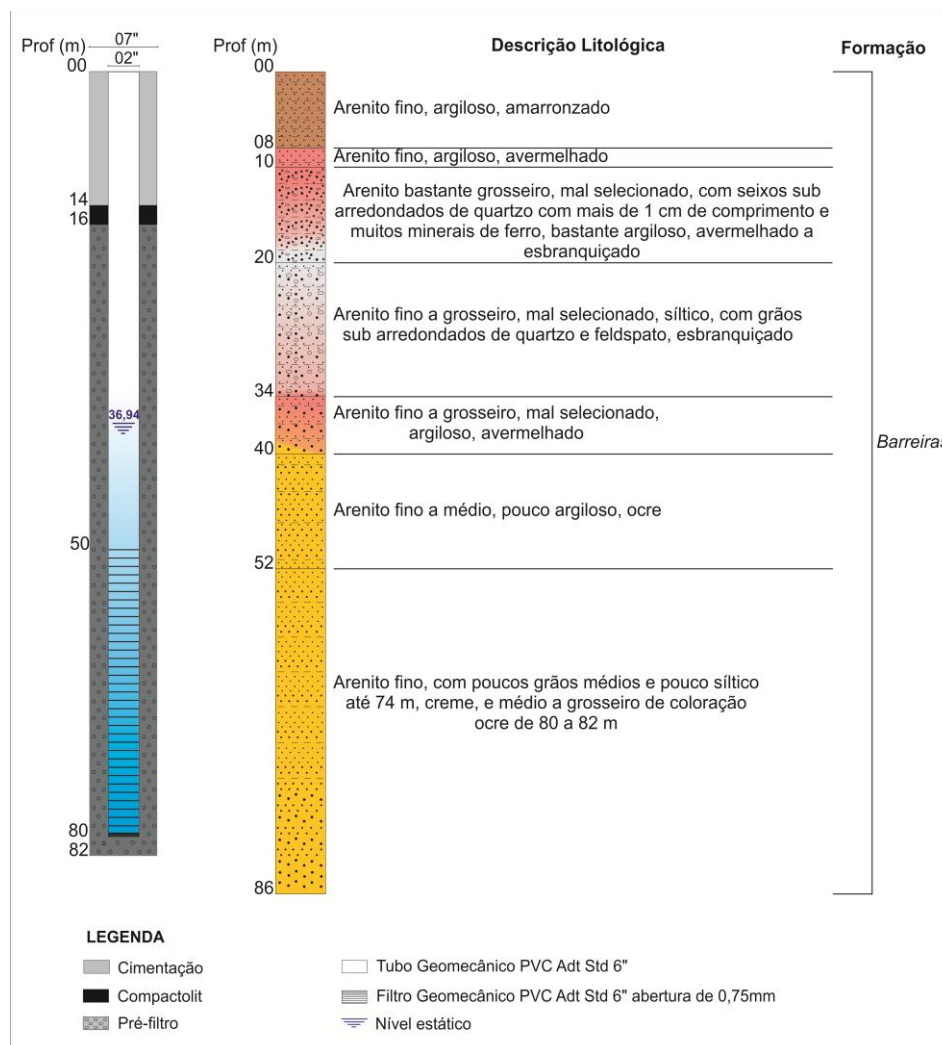 Prof (m)
07"
02"
00
14
16
36,94
50
80
82
Prof (m)
Descrição Litológica
Formação
00
Arenito fino, argiloso, amarronzado
08
Arenito fino, argiloso, avermelhado
10
Arenito bastante grosseiro, mal selecionado, com seixos sub
arredondados de quartzo com mais de 1 cm de comprimento e
muitos minerais de ferro, bastante argiloso, avermelhado a
esbranquiçado
20
Arenito fino a grosseiro, mal selecionado, síltico, com grãos
sub arredondados de quartzo e feldspato, esbranquiçado
34
Arenito fino a grosseiro, mal selecionado,
argiloso, avermelhado
40
Barreiras
Arenito fino a médio, pouco argiloso, ocre
52
Arenito fino, com poucos grãos médios e pouco síltico
até 74 m, creme, e médio a grosseiro de coloração
ocre de 80 a 82 m
86
LEGENDA
Cimentação
Compactolit
Pré-filtro
Tubo Geomecânico PVC Adt Std 6"
Filtro Geomecânico PVC Adt Std 6" abertura de 0,75mm
Nível estático